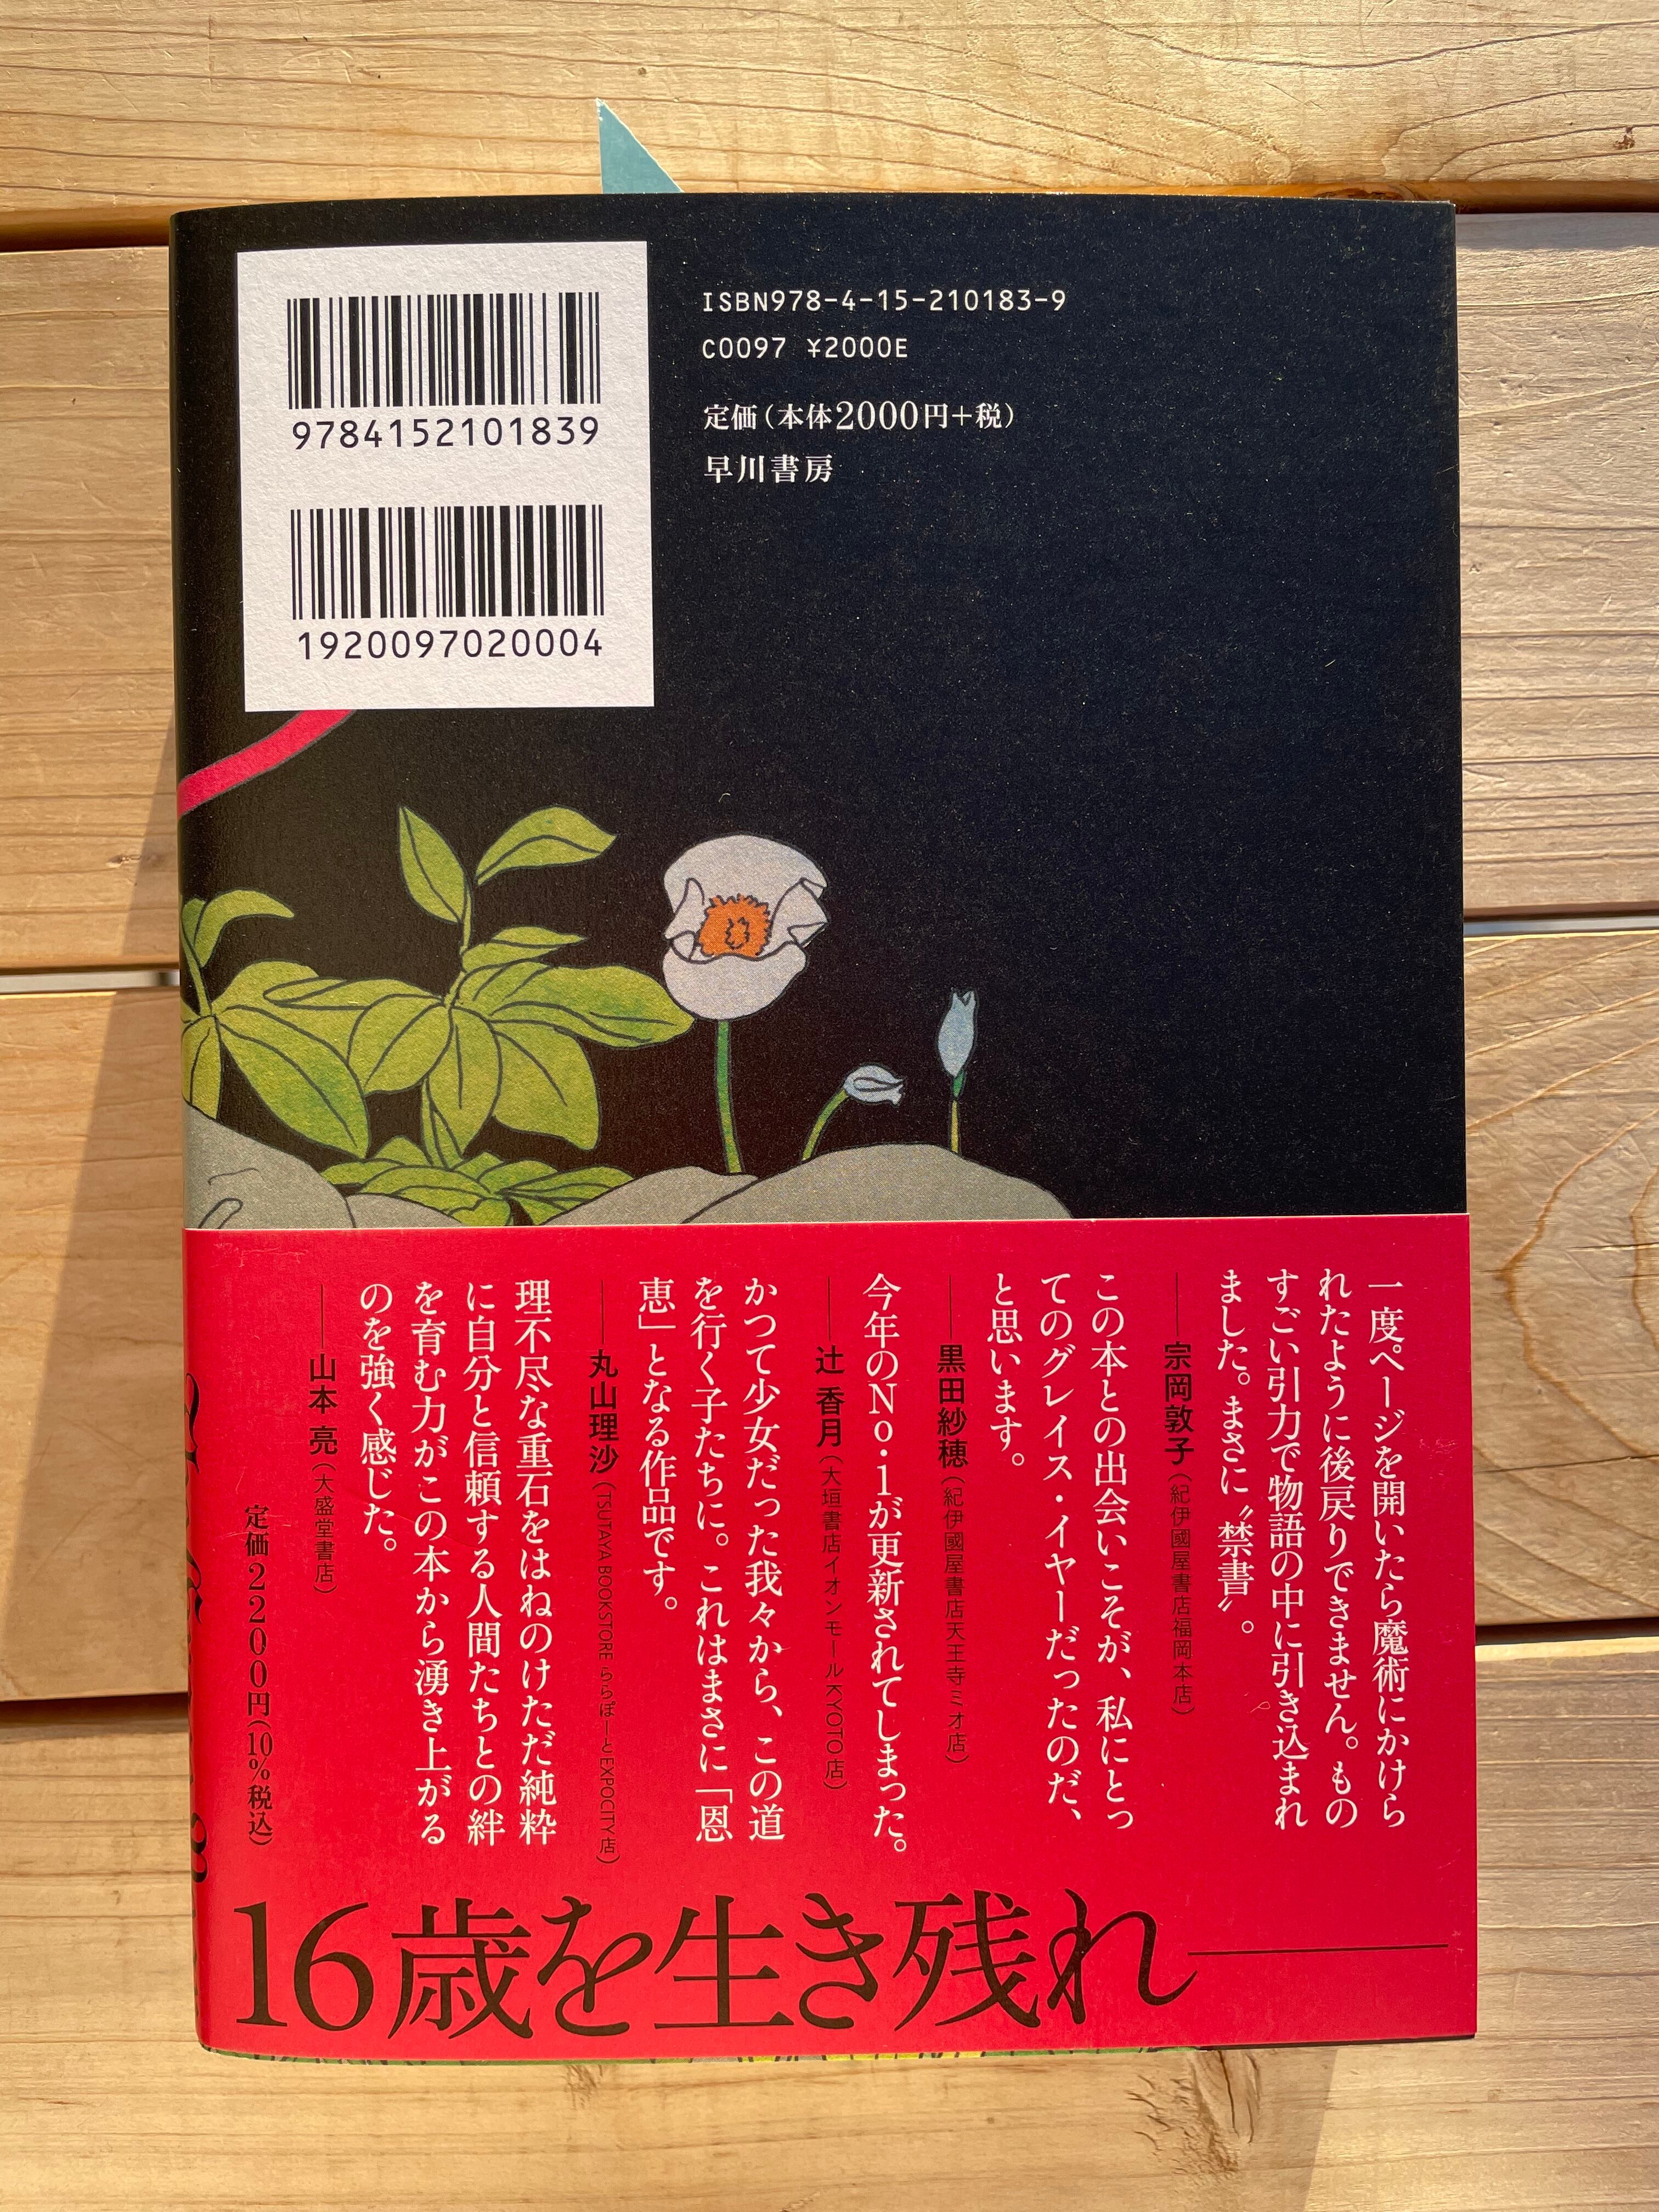 9784152101839
1920097020004
ISBN978-4-15-210183-9
C0097 ¥2000E
定価(本体2000円+税)
早川書房
一度ページを開いたら魔術にかけら
れたように後戻りできません。もの
すごい引力で物語の中に引き込まれ
ました。まさに〝禁書〟。
――宗岡敦子(紀伊國屋書店福岡本店)
この本との出会いこそが、私にとっ
てのグレイス・イヤーだったのだ、
と思います。
――黒田紗穂(紀伊國屋書店天王寺ミオ店)
今年のNo.1が更新されてしまった。
――辻 香月(大垣書店イオンモールKYOTO店)
かつて少女だった我々から、この道
を行く子たちに。これはまさに「恩
恵」となる作品です。
――丸山理沙(TSUTAYA BOOKSTORE ららぽーとEXPOCITY店)
理不尽な重石をはねのけただ純粋
に自分と信頼する人間たちとの絆
を育む力がこの本から湧き上がる
のを強く感じた。
――山本 亮(大盛堂書店)
定価2200円(10%税込)
16歳を生き残れ――